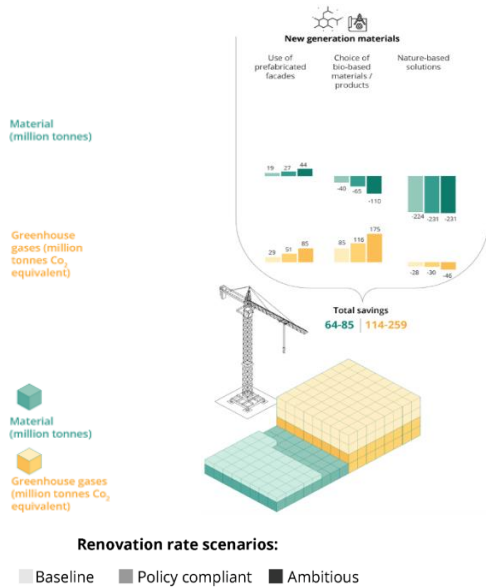 New generation materials
Use of
prefabricated
facades
Choice of
bio-based
materials /
products
Nature-based
solutions
Material
(million tonnes)
19 27 44
-40 -65 -110
-224 -231 -231
Greenhouse
gases (million
tonnes Co2
equivalent)
29 51 85
85 116 175
-28 -30 -46
Total savings
64-85 | 114-259
Material
(million tonnes)
Greenhouse gases
(million tonnes Co2
equivalent)
Renovation rate scenarios:
Baseline Policy compliant Ambitious